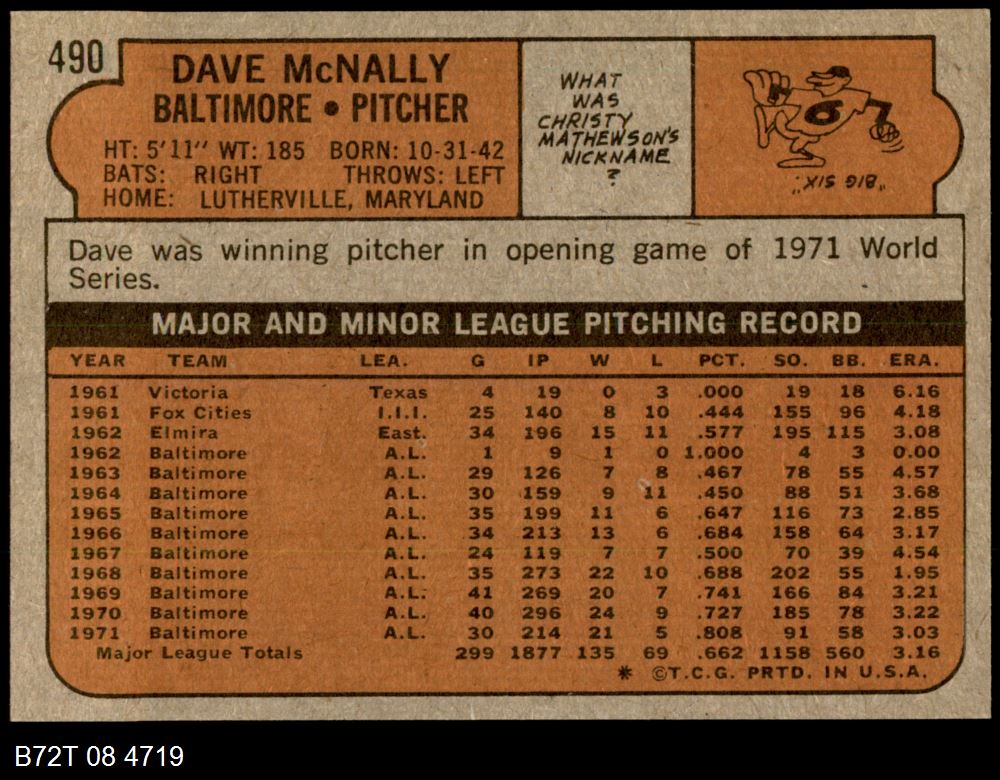 490
DAVE McNALLY
BALTIMORE • PITCHER
HT: 5'11" WT: 185 BORN: 10-31-42
BATS: RIGHT THROWS: LEFT
HOME: LUTHERVILLE, MARYLAND
WHAT
WAS
CHRISTY
MATHEWSON'S
NICKNAME
?
6
"BIG SIX"
Dave was winning pitcher in opening game of 1971 World
Series.
MAJOR AND MINOR LEAGUE PITCHING RECORD
YEAR TEAM LEA. G IP W L PCT. SO. BB. ERA.
1961 Victoria Texas 4 19 0 3 .000 19 18 6.16
1961 Fox Cities I.I.I. 25 140 8 10 .444 155 96 4.18
1962 Elmira East. 34 196 15 11 .577 195 115 3.08
1962 Baltimore A.L. 1 9 1 0 1.000 4 3 0.00
1963 Baltimore A.L. 29 126 7 8 .467 78 55 4.57
1964 Baltimore A.L. 30 159 9 11 .450 88 51 3.68
1965 Baltimore A.L. 35 199 11 6 .647 116 73 2.85
1966 Baltimore A.L. 34 213 13 6 .684 158 64 3.17
1967 Baltimore A.L. 24 119 7 7 .500 70 39 4.54
1968 Baltimore A.L. 35 273 22 10 .688 202 55 1.95
1969 Baltimore A.L. 41 269 20 7 .741 166 84 3.21
1970 Baltimore A.L. 40 296 24 9 .727 185 78 3.22
1971 Baltimore A.L. 30 214 21 5 .808 91 58 3.03
Major League Totals 299 1877 135 69 .662 1158 560 3.16
* ©T.C.G. PRTD. IN U.S.A.
B72T 08 4719